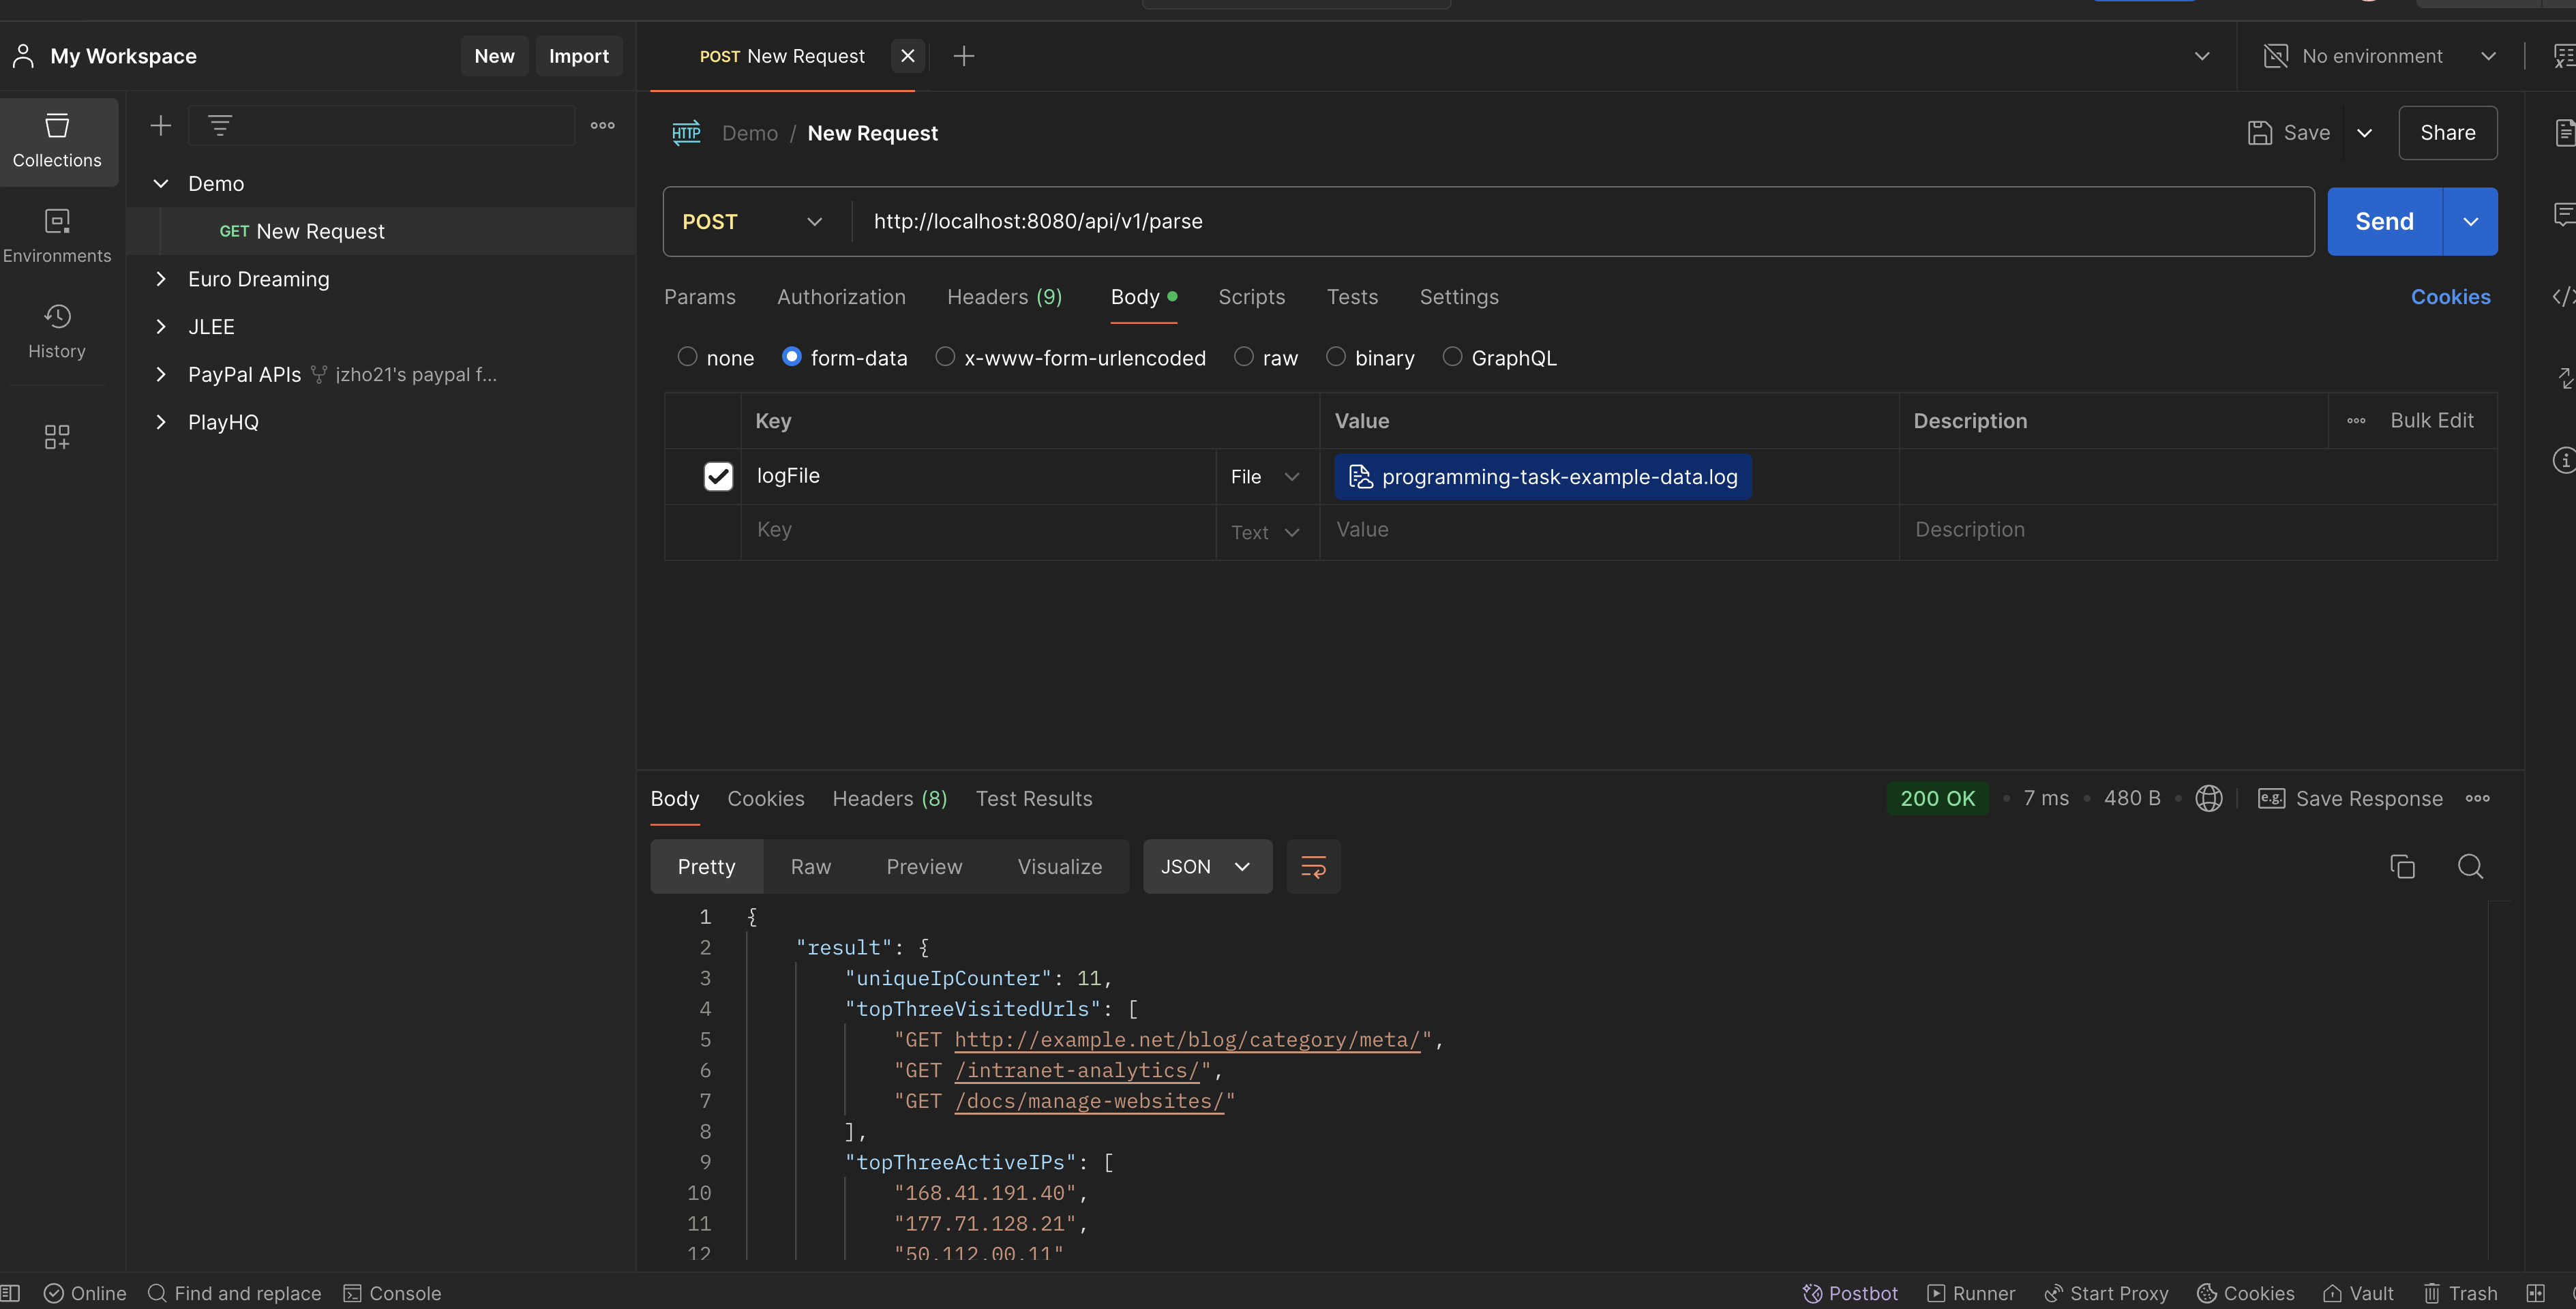 My Workspace
New
Import
POST New Request
No environment
Collections
Environments
History
Demo
GET New Request
Euro Dreaming
JLEE
PayPal APIs jzho21's paypal f...
PlayHQ
HTTP Demo / New Request
Save
Share
POST
http://localhost:8080/api/v1/parse
Send
Params
Authorization
Headers (9)
Body
Scripts
Tests
Settings
Cookies
none
form-data
x-www-form-urlencoded
raw
binary
GraphQL
Key
Value
Description
Bulk Edit
logFile
File
programming-task-example-data.log
Key
Text
Value
Description
Body
Cookies
Headers (8)
Test Results
200 OK
7 ms
480 B
e.g. Save Response
Pretty
Raw
Preview
Visualize
JSON
1 {
2 "result": {
3 "uniqueIpCounter": 11,
4 "topThreeVisitedUrls": [
5 "GET http://example.net/blog/category/meta/",
6 "GET /intranet-analytics/",
7 "GET /docs/manage-websites/"
8 ],
9 "topThreeActiveIPs": [
10 "168.41.191.40",
11 "177.71.128.21",
12 "50.112.00.11"
Online
Find and replace
Console
Postbot
Runner
Start Proxy
Cookies
Vault
Trash